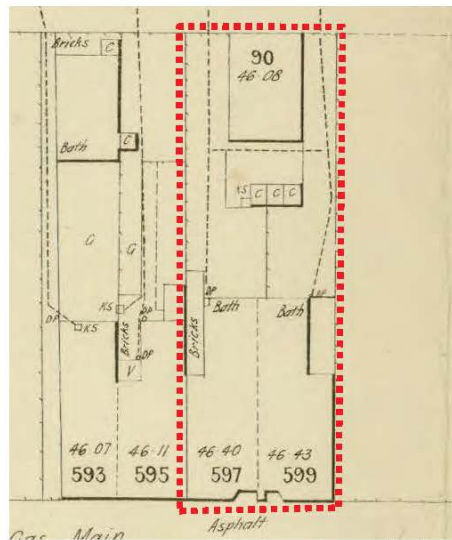 Bricks
C
90
46·08
C
Bath
KS
C
C
C
G
G
DP
KS
Bath
Bath
DP
DP
DP
KS
Bricks
Bricks
DP
V
46·07
46·11
46·40
46·43
593
595
597
599
Gas Main
Asphalt